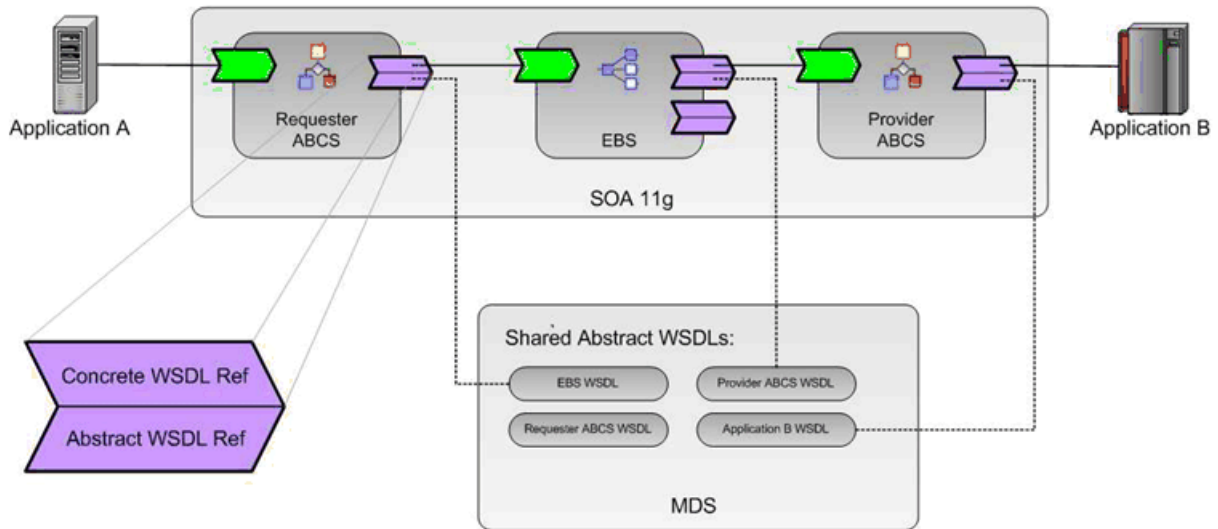 Application A
Requester
ABCS
EBS
Provider
ABCS
Application B
SOA 11g
Concrete WSDL Ref
Abstract WSDL Ref
Shared Abstract WSDLs:
EBS WSDL
Provider ABCS WSDL
Requester ABCS WSDL
Application B WSDL
MDS